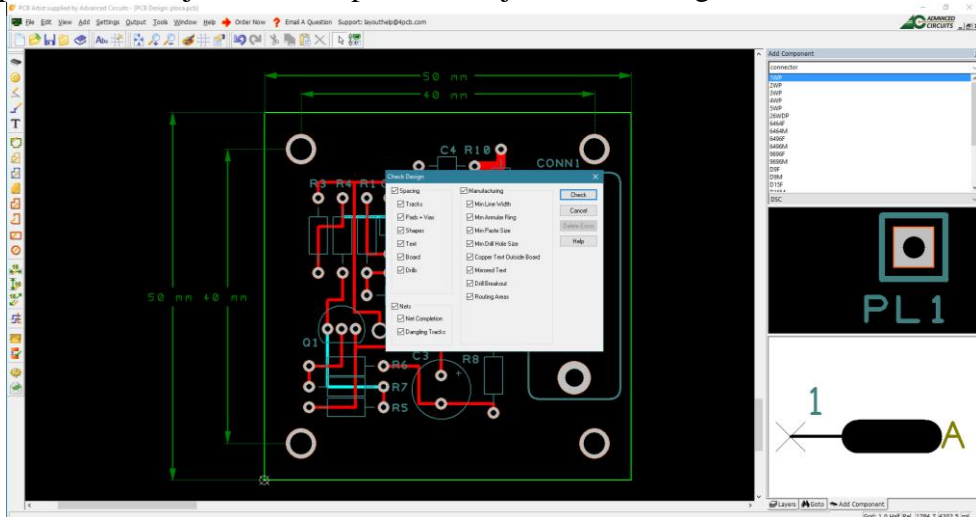 PCB Artist supplied by Advanced Circuits - [PCB Design: ploca.pcb]
File Edit View Add Settings Output Tools Window Help Order Now ? Email A Question Support: layouthelp@4pcb.com
ADVANCED
CIRCUITS
Add Component
connector
1WP
2WP
3WP
4WP
5WP
26WDP
6464F
6464M
6496F
6496M
9696F
9696M
D9F
D9M
D15F
DSC
PL1
1
A
50 mm
40 mm
C4 R10
CONN1
R3 R4 R1
50 mm 40 mm
Q1
R6
C3
R8
R7
R5
Check Design
Spacing
Tracks
Pads + Vias
Shapes
Text
Board
Drills
Nets
Net Completion
Dangling Tracks
Manufacturing
Min Line Width
Min Annular Ring
Min Paste Size
Min Drill Hole Size
Copper Text Outside Board
Mirrored Text
Drill Breakout
Routing Areas
Check
Cancel
Delete Errors
Help
Layers Goto Add Component